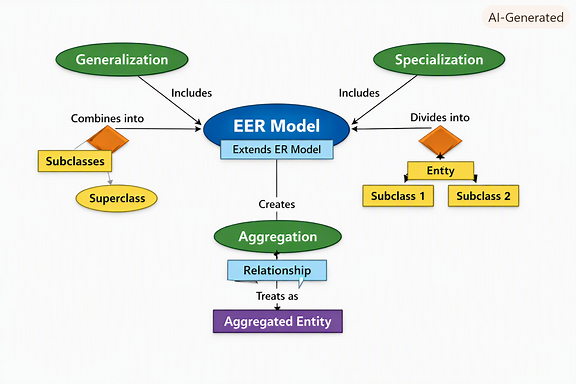 AI-Generated
Generalization
Specialization
Includes
Includes
Combines into
EER Model
Divides into
Extends ER Model
Subclasses
Entty
Superclass
Subclass 1
Subclass 2
Creates
Aggregation
Relationship
Treats as
Aggregated Entity